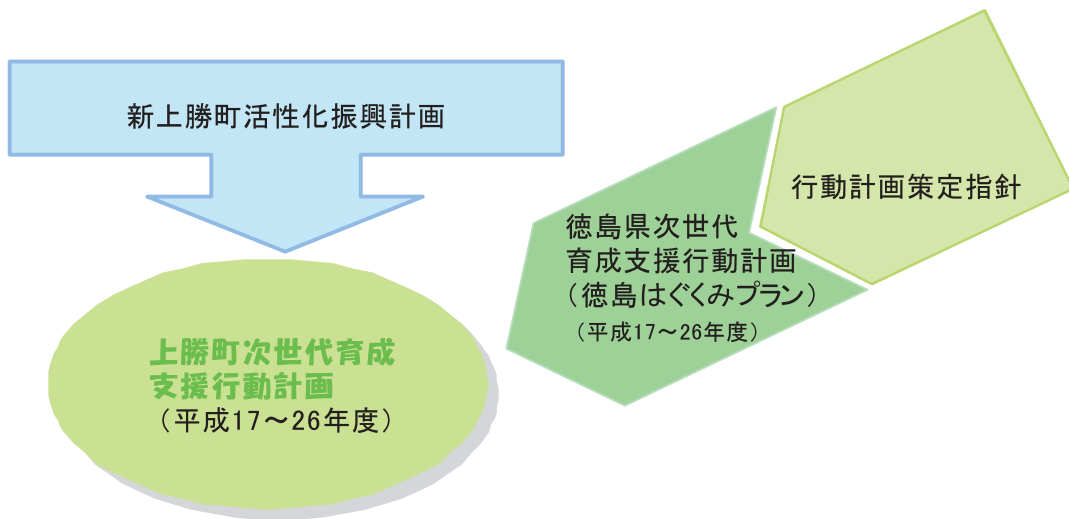 新上勝町活性化振興計画
行動計画策定指針
徳島県次世代
育成支援行動計画
（徳島はぐくみプラン）
（平成17～26年度）
上勝町次世代育成
支援行動計画
（平成17～26年度）